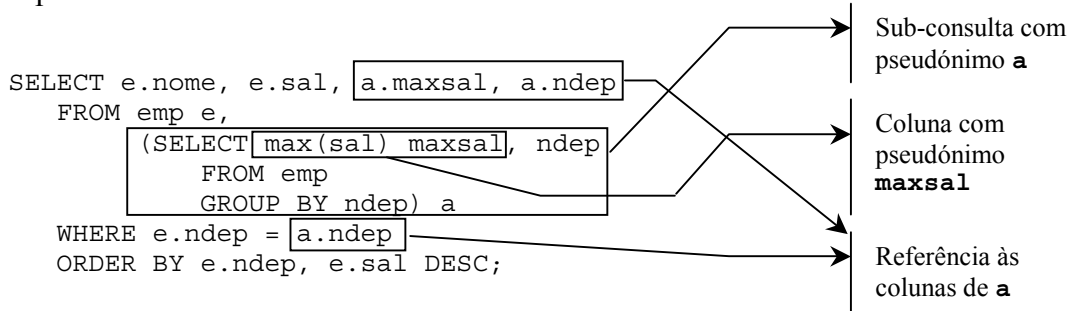 SELECT e.nome, e.sal, a.maxsal, a.ndep
FROM emp e,
(SELECT max(sal) maxsal, ndep
FROM emp
GROUP BY ndep) a
WHERE e.ndep = a.ndep
ORDER BY e.ndep, e.sal DESC;
Sub-consulta com
pseudónimo a
Coluna com
pseudónimo
maxsal
Referência às
colunas de a